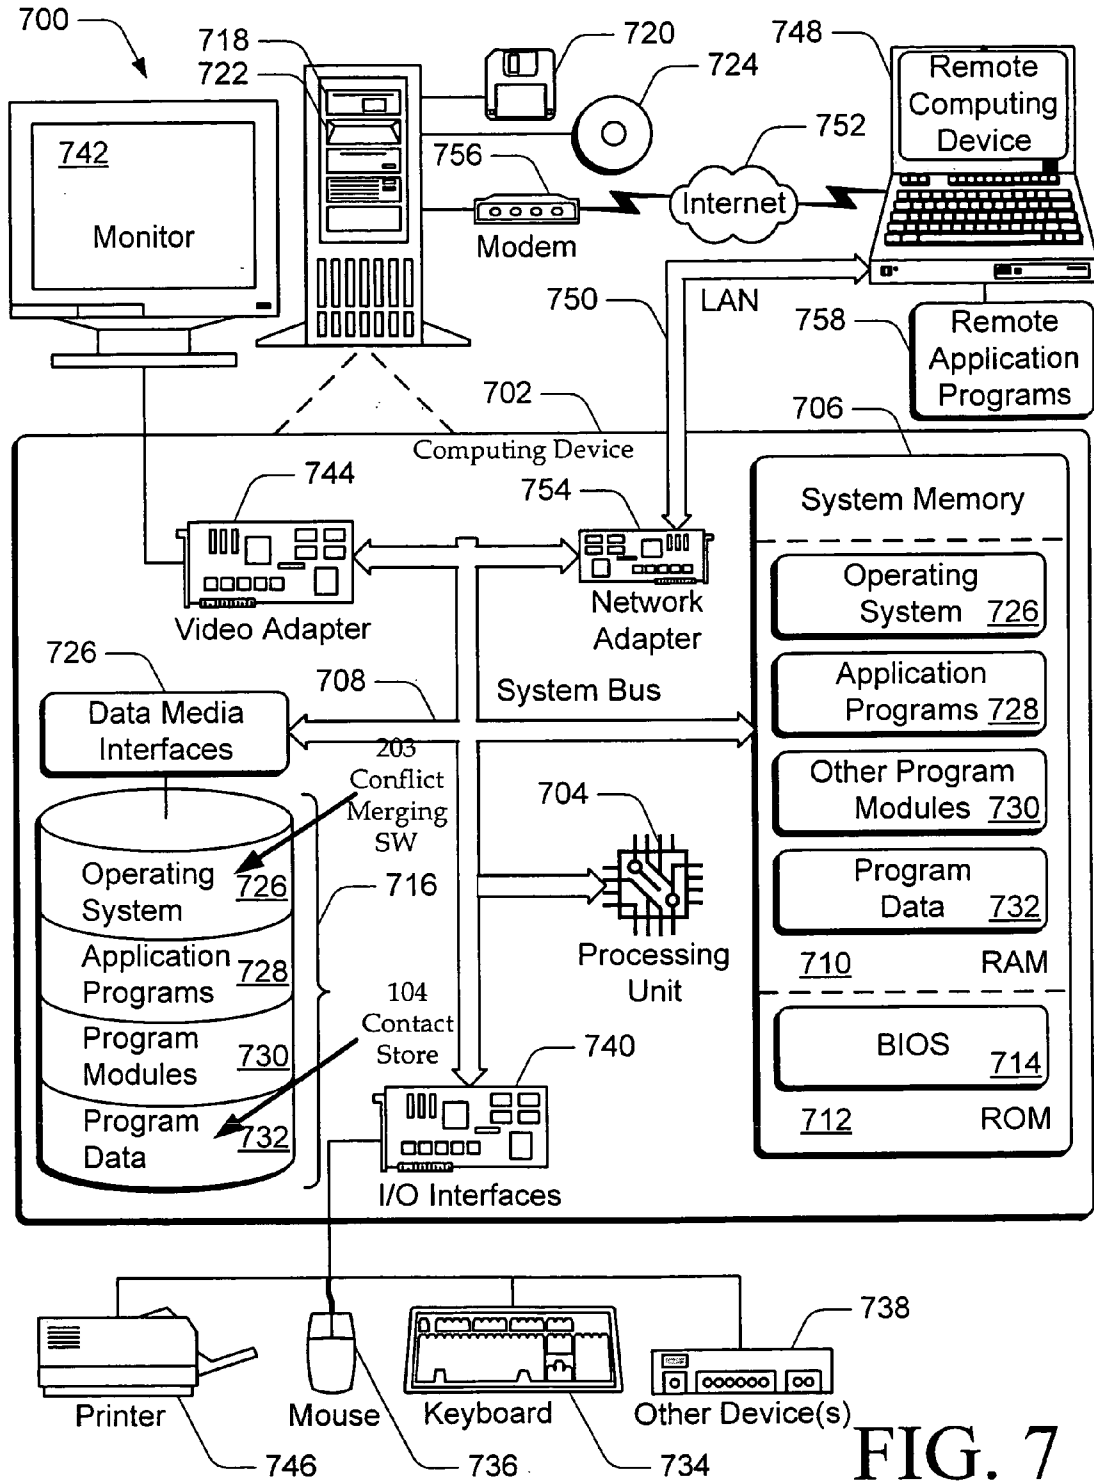 700
718
722
720
724
748
Remote
Computing
Device
742
Monitor
756
Modem
752
Internet
750
LAN
758
Remote
Application
Programs
702
Computing Device
706
System Memory
744
Video Adapter
754
Network
Adapter
Operating
System 726
726
Data Media
Interfaces
708
System Bus
Application
Programs 728
203
Conflict
Merging
SW
Other Program
Modules 730
704
Processing
Unit
Operating
System 726
716
Program
Data 732
710 RAM
Application
Programs 728
104
Contact
Store
Program
Modules 730
740
I/O Interfaces
BIOS 714
712 ROM
Program
Data 732
Printer
746
Mouse
736
Keyboard
734
738
Other Device(s)
FIG. 7